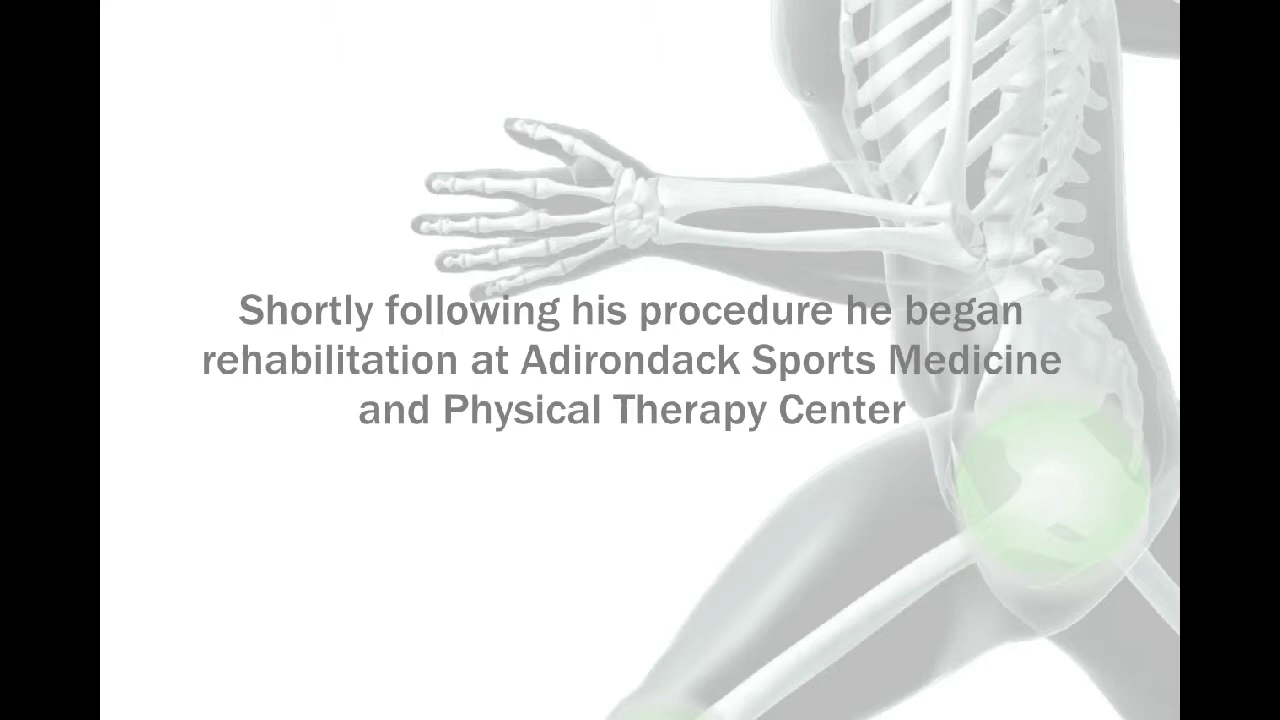 Shortly following his procedure he began
rehabilitation at Adirondack Sports Medicine
and Physical Therapy Center